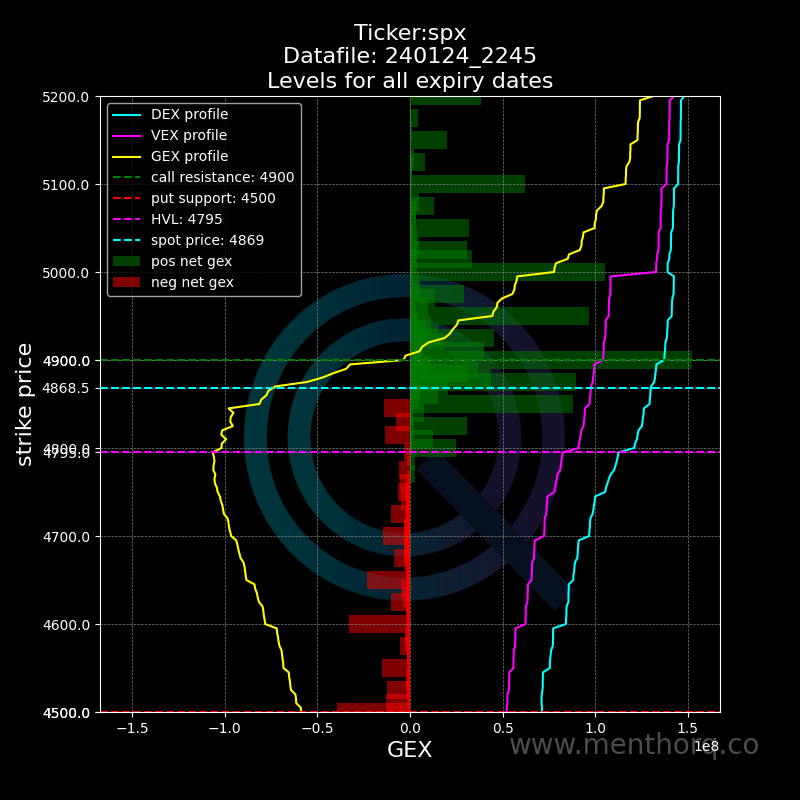 Ticker:spx
Datafile: 240124_2245
Levels for all expiry dates
DEX profile
VEX profile
GEX profile
call resistance: 4900
put support: 4500
HVL: 4795
spot price: 4869
pos net gex
neg net gex
5200.0
5100.0
5000.0
4900.0
4868.5
4800.0
4795.0
4700.0
4600.0
4500.0
strike price
−1.5 −1.0 −0.5 0.0 0.5 1.0 1.5
1e8
GEX
www.menthorq.co